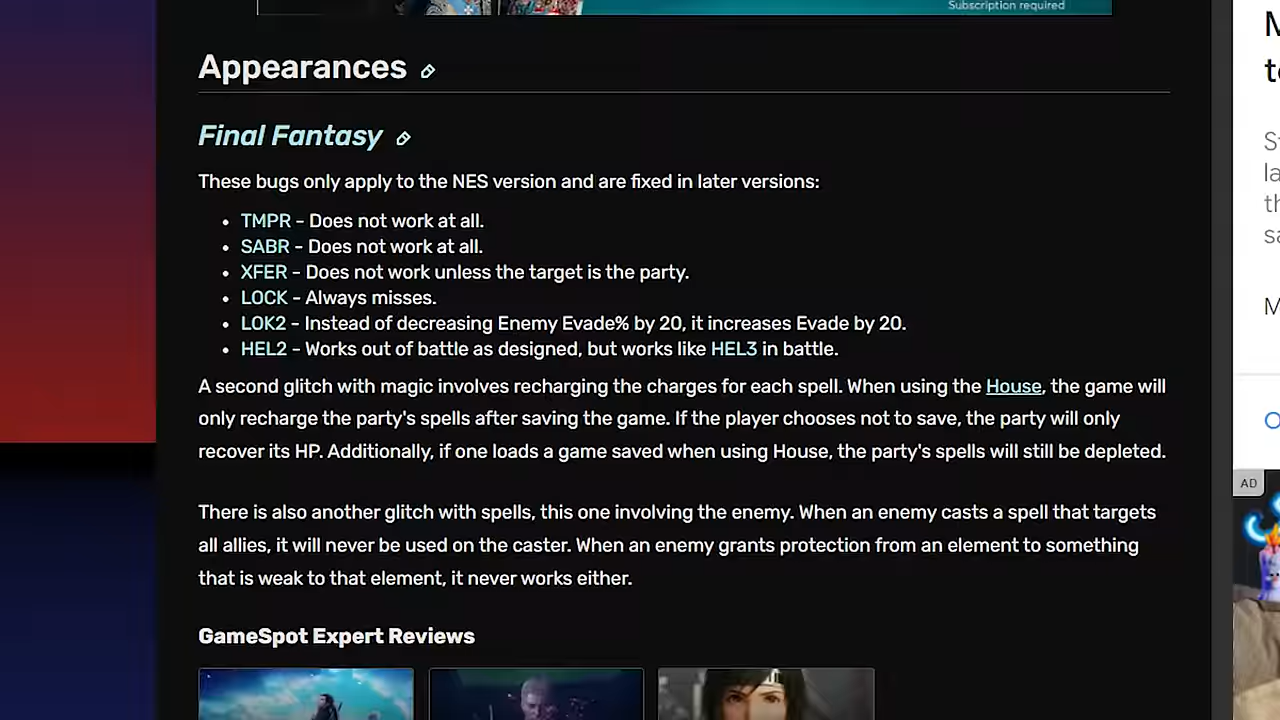 Subscription required
Appearances
Final Fantasy
These bugs only apply to the NES version and are fixed in later versions:
• TMPR - Does not work at all.
• SABR - Does not work at all.
• XFER - Does not work unless the target is the party.
• LOCK - Always misses.
• LOK2 - Instead of decreasing Enemy Evade% by 20, it increases Evade by 20.
• HEL2 - Works out of battle as designed, but works like HEL3 in battle.
A second glitch with magic involves recharging the charges for each spell. When using the House, the game will
only recharge the party's spells after saving the game. If the player chooses not to save, the party will only
recover its HP. Additionally, if one loads a game saved when using House, the party's spells will still be depleted.
There is also another glitch with spells, this one involving the enemy. When an enemy casts a spell that targets
all allies, it will never be used on the caster. When an enemy grants protection from an element to something
that is weak to that element, it never works either.
GameSpot Expert Reviews
AD